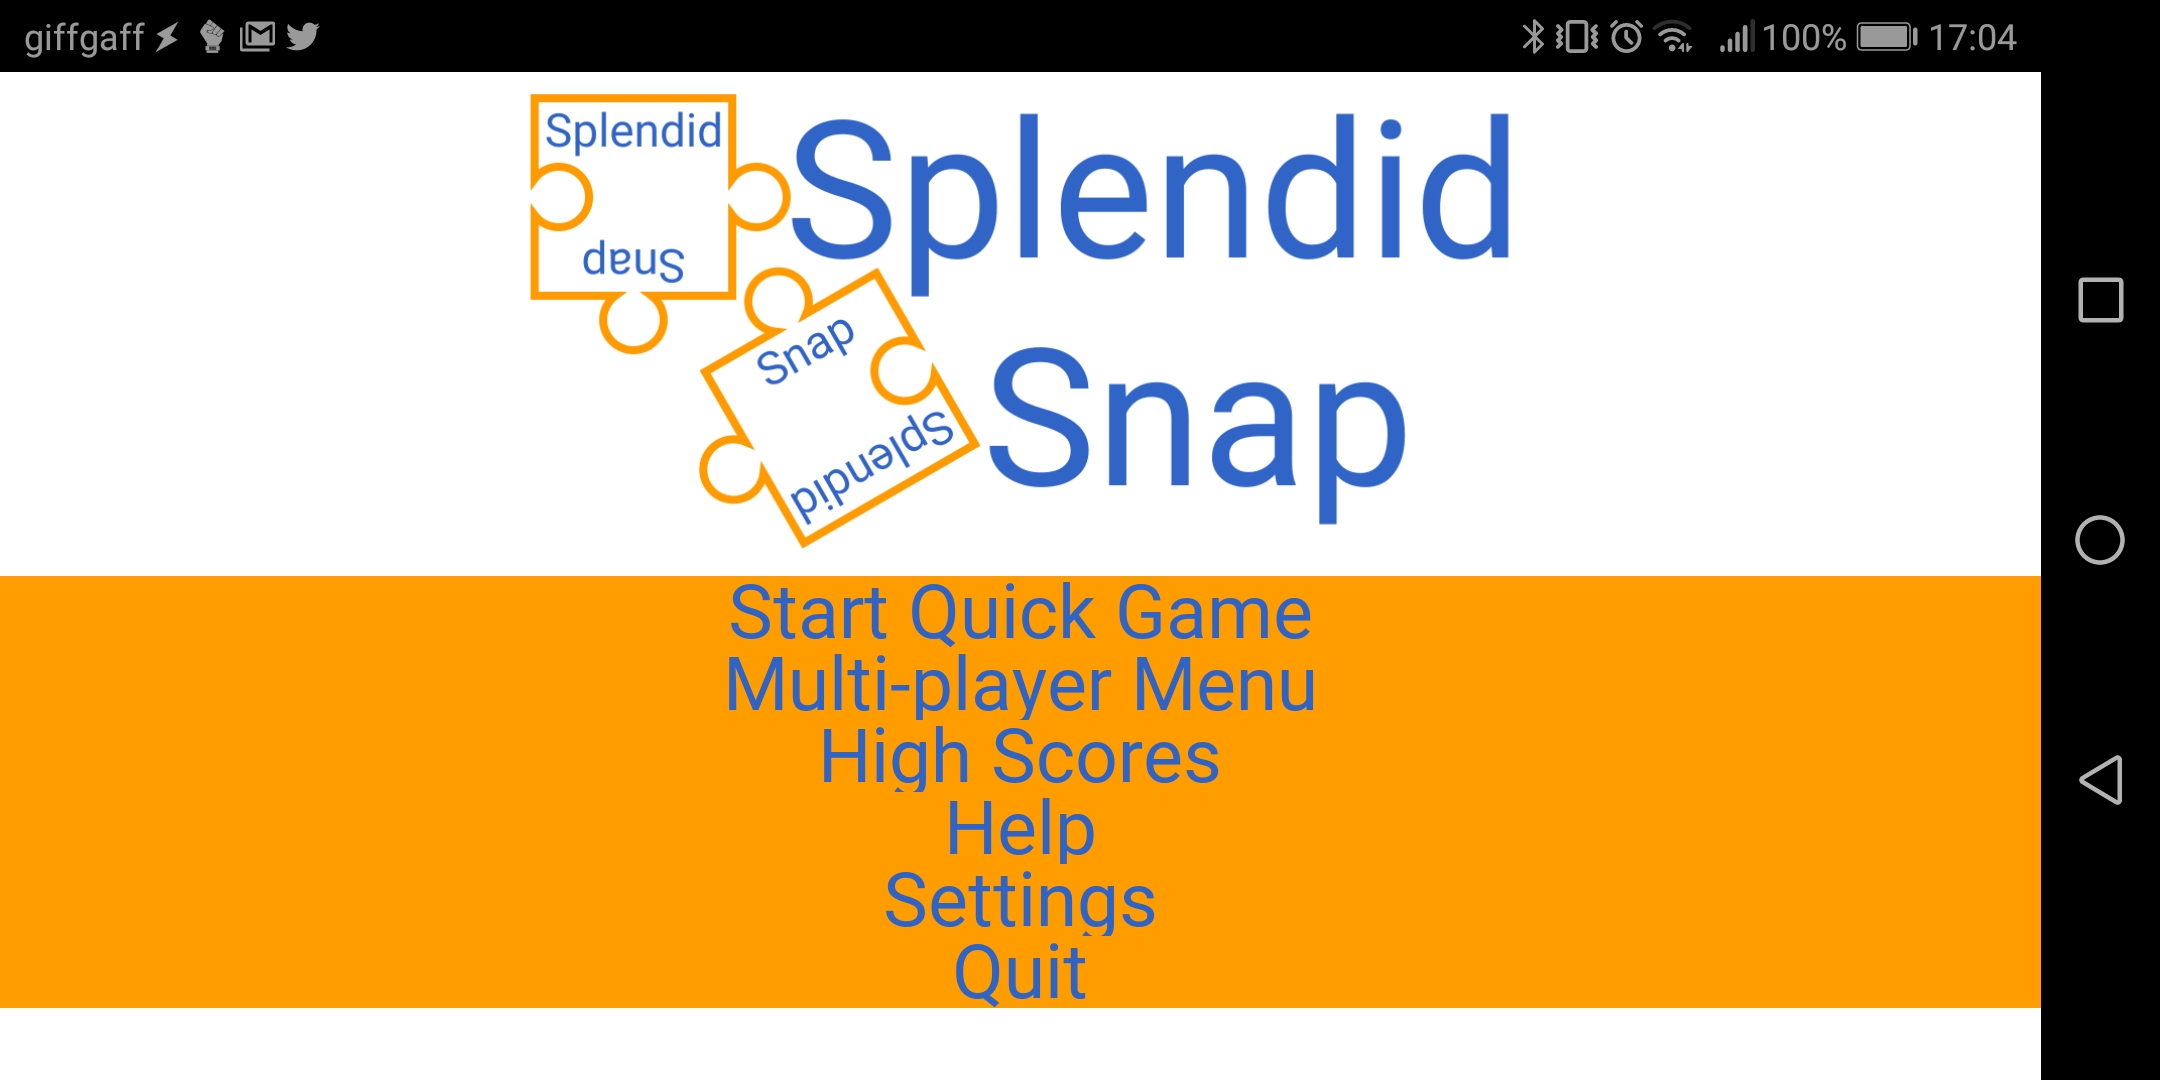 giffgaff 100% 17:04
Splendid
Snap
Splendid
Snap
Splendid
Snap
Start Quick Game
Multi-player Menu
High Scores
Help
Settings
Quit